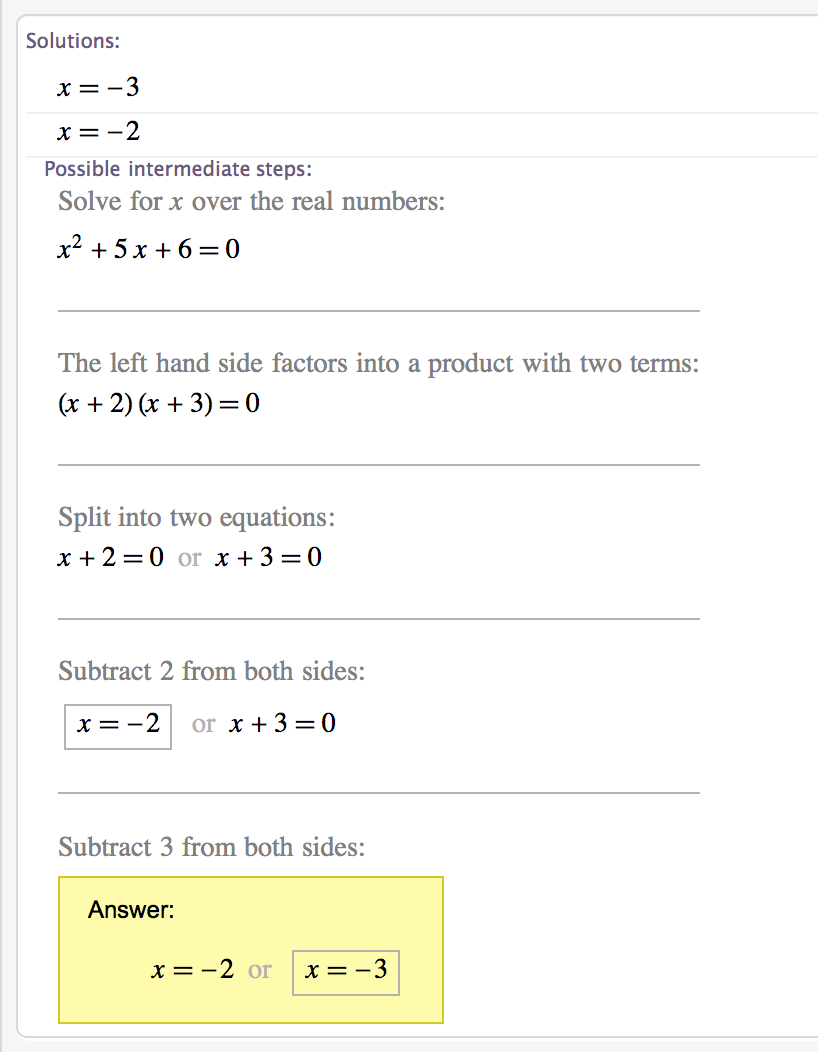 Solutions:
x = −3
x = −2
Possible intermediate steps:
Solve for x over the real numbers:
x² + 5 x + 6 = 0
The left hand side factors into a product with two terms:
(x + 2) (x + 3) = 0
Split into two equations:
x + 2 = 0 or x + 3 = 0
Subtract 2 from both sides:
x = −2 or x + 3 = 0
Subtract 3 from both sides:
Answer:
x = −2 or x = −3